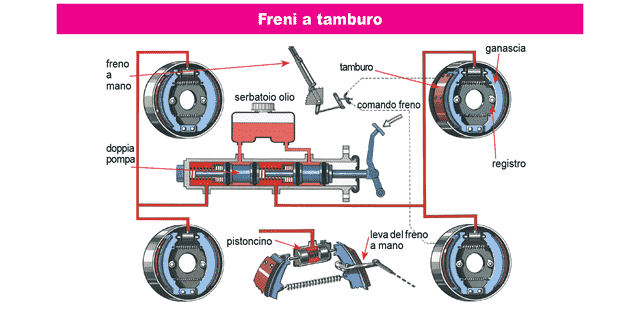 Freni a tamburo
freno
a
mano
serbatoio olio
tamburo
ganascia
comando freno
doppia
pompa
registro
pistoncino
leva del freno
a mano